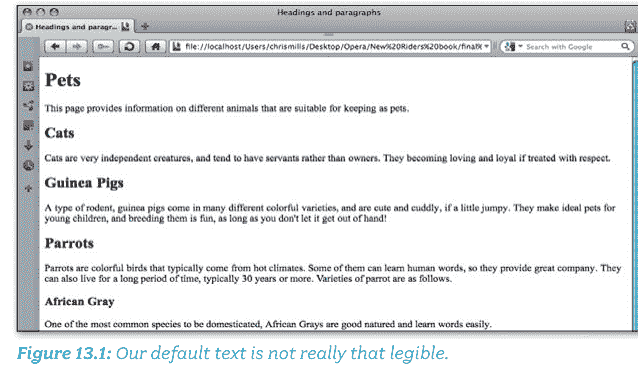 Headings and paragraphs
Headings and paragr...
file://localhost/Users/chrismills/Desktop/Opera/New%20Riders%20book/final%
Search with Google
Pets
This page provides information on different animals that are suitable for keeping as pets.
Cats
Cats are very independent creatures, and tend to have servants rather than owners. They becoming loving and loyal if treated with respect.
Guinea Pigs
A type of rodent, guinea pigs come in many different colorful varieties, and are cute and cuddly, if a little jumpy. They make ideal pets for
young children, and breeding them is fun, as long as you don't let it get out of hand!
Parrots
Parrots are colorful birds that typically come from hot climates. Some of them can learn human words, so they provide great company. They
can also live for a long period of time, typically 30 years or more. Varieties of parrot are as follows.
African Gray
One of the most common species to be domesticated, African Grays are good natured and learn words easily.
Figure 13.1: Our default text is not really that legible.